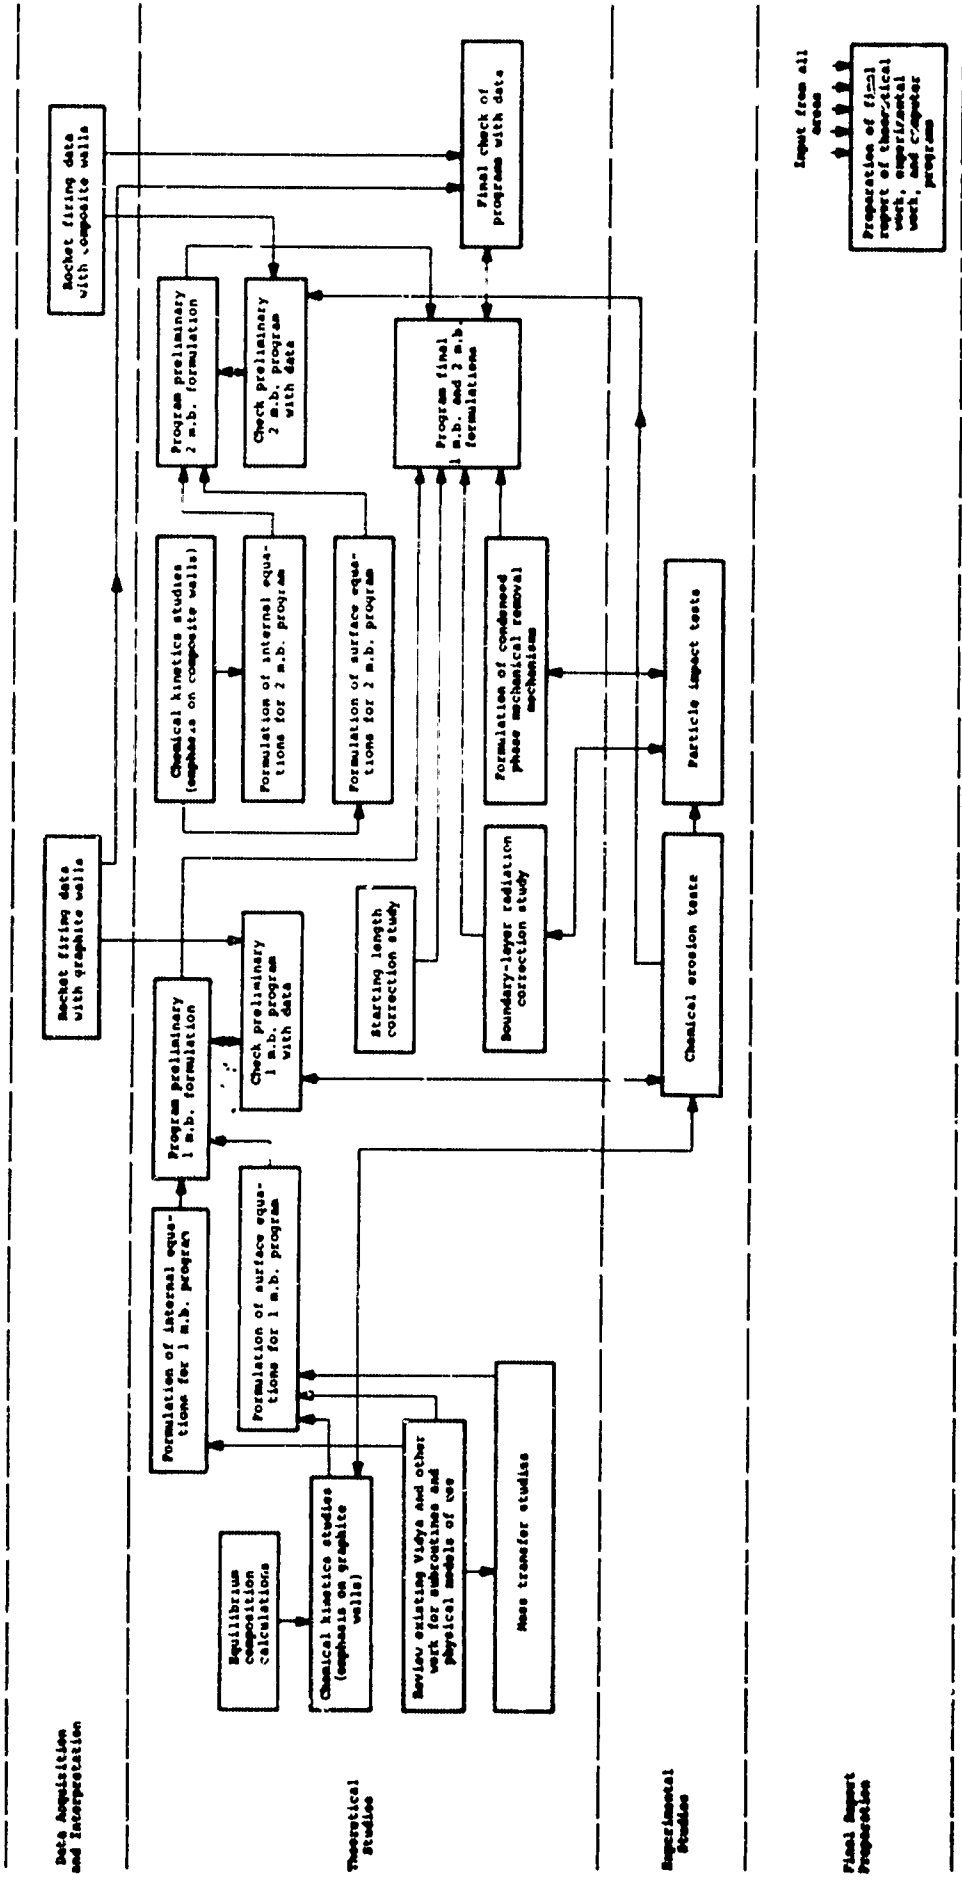 Data Acquisition
and Interpretation
Rocket firing data
with graphite walls
Rocket firing data
with composite walls
Theoretical
Studies
Equilibrium
composition
calculations
Chemical kinetics studies
(emphasis on graphite
walls)
Review existing Vidya and other
work for subroutines and
physical models of use
Mass transfer studies
Formulation of internal equa-
tions for 1 m.b. program
Formulation of surface equa-
tions for 1 m.b. program
Program preliminary
1 m.b. formulation
Check preliminary
1 m.b. program
with data
Starting length
correction study
Boundary-layer radiation
correction study
Chemical kinetics studies
(emphasis on composite walls)
Formulation of internal equa-
tions for 2 m.b. program
Formulation of surface equa-
tions for 2 m.b. program
Formulation of condensed
phase mechanical removal
mechanisms
Program preliminary
2 m.b. formulation
Check preliminary
2 m.b. program
with data
Program final
1 m.b. and 2 m.b.
formulations
Final check of
programs with data
Experimental
Studies
Chemical erosion tests
Particle impact tests
Final Report
Preparation
Input from all
areas
Preparation of final
report of theoretical
work, experimental
work, and computer
programs